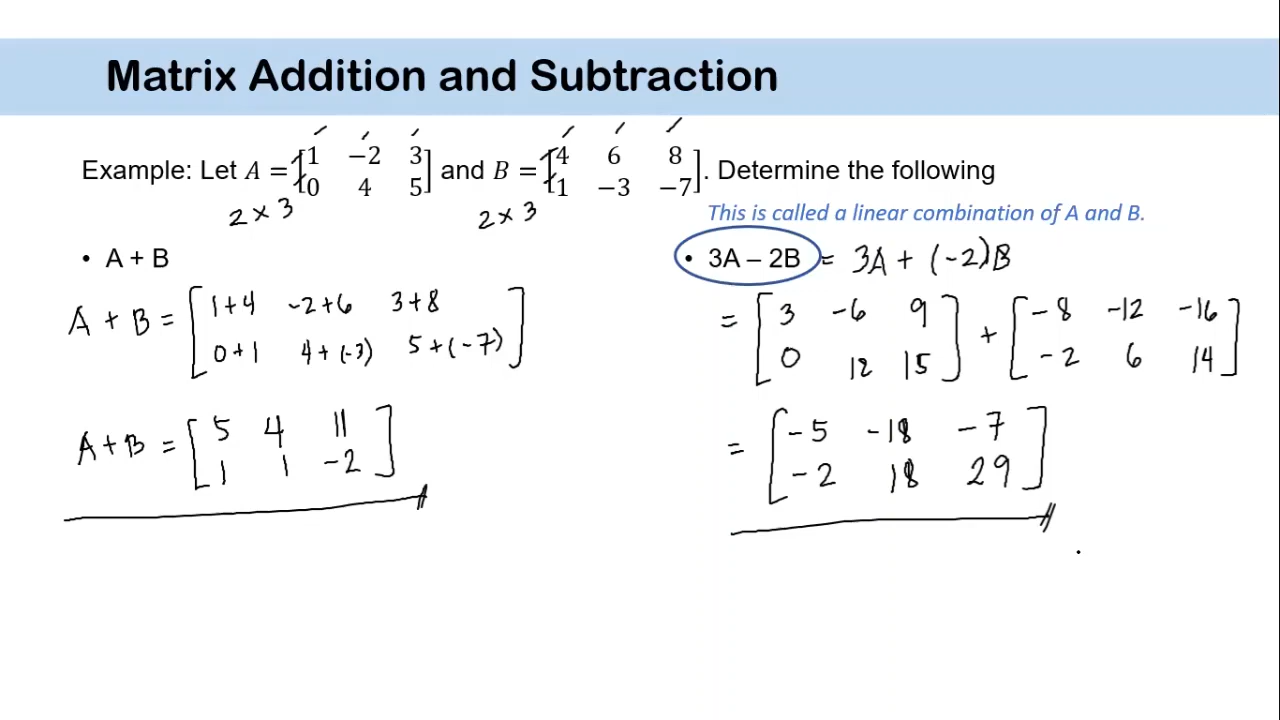 Matrix Addition and Subtraction
Example: Let A = [1 −2 3
0 4 5] and B = [4 6 8
1 −3 −7]. Determine the following
2 × 3
2 × 3
This is called a linear combination of A and B.
• A + B
A + B = [1+4 -2+6 3+8
0+1 4+(-3) 5+(-7)]
A + B = [5 4 11
1 1 -2]
• 3A – 2B = 3A + (-2)B
= [3 -6 9
0 12 15] + [-8 -12 -16
-2 6 14]
= [-5 -18 -7
-2 18 29]